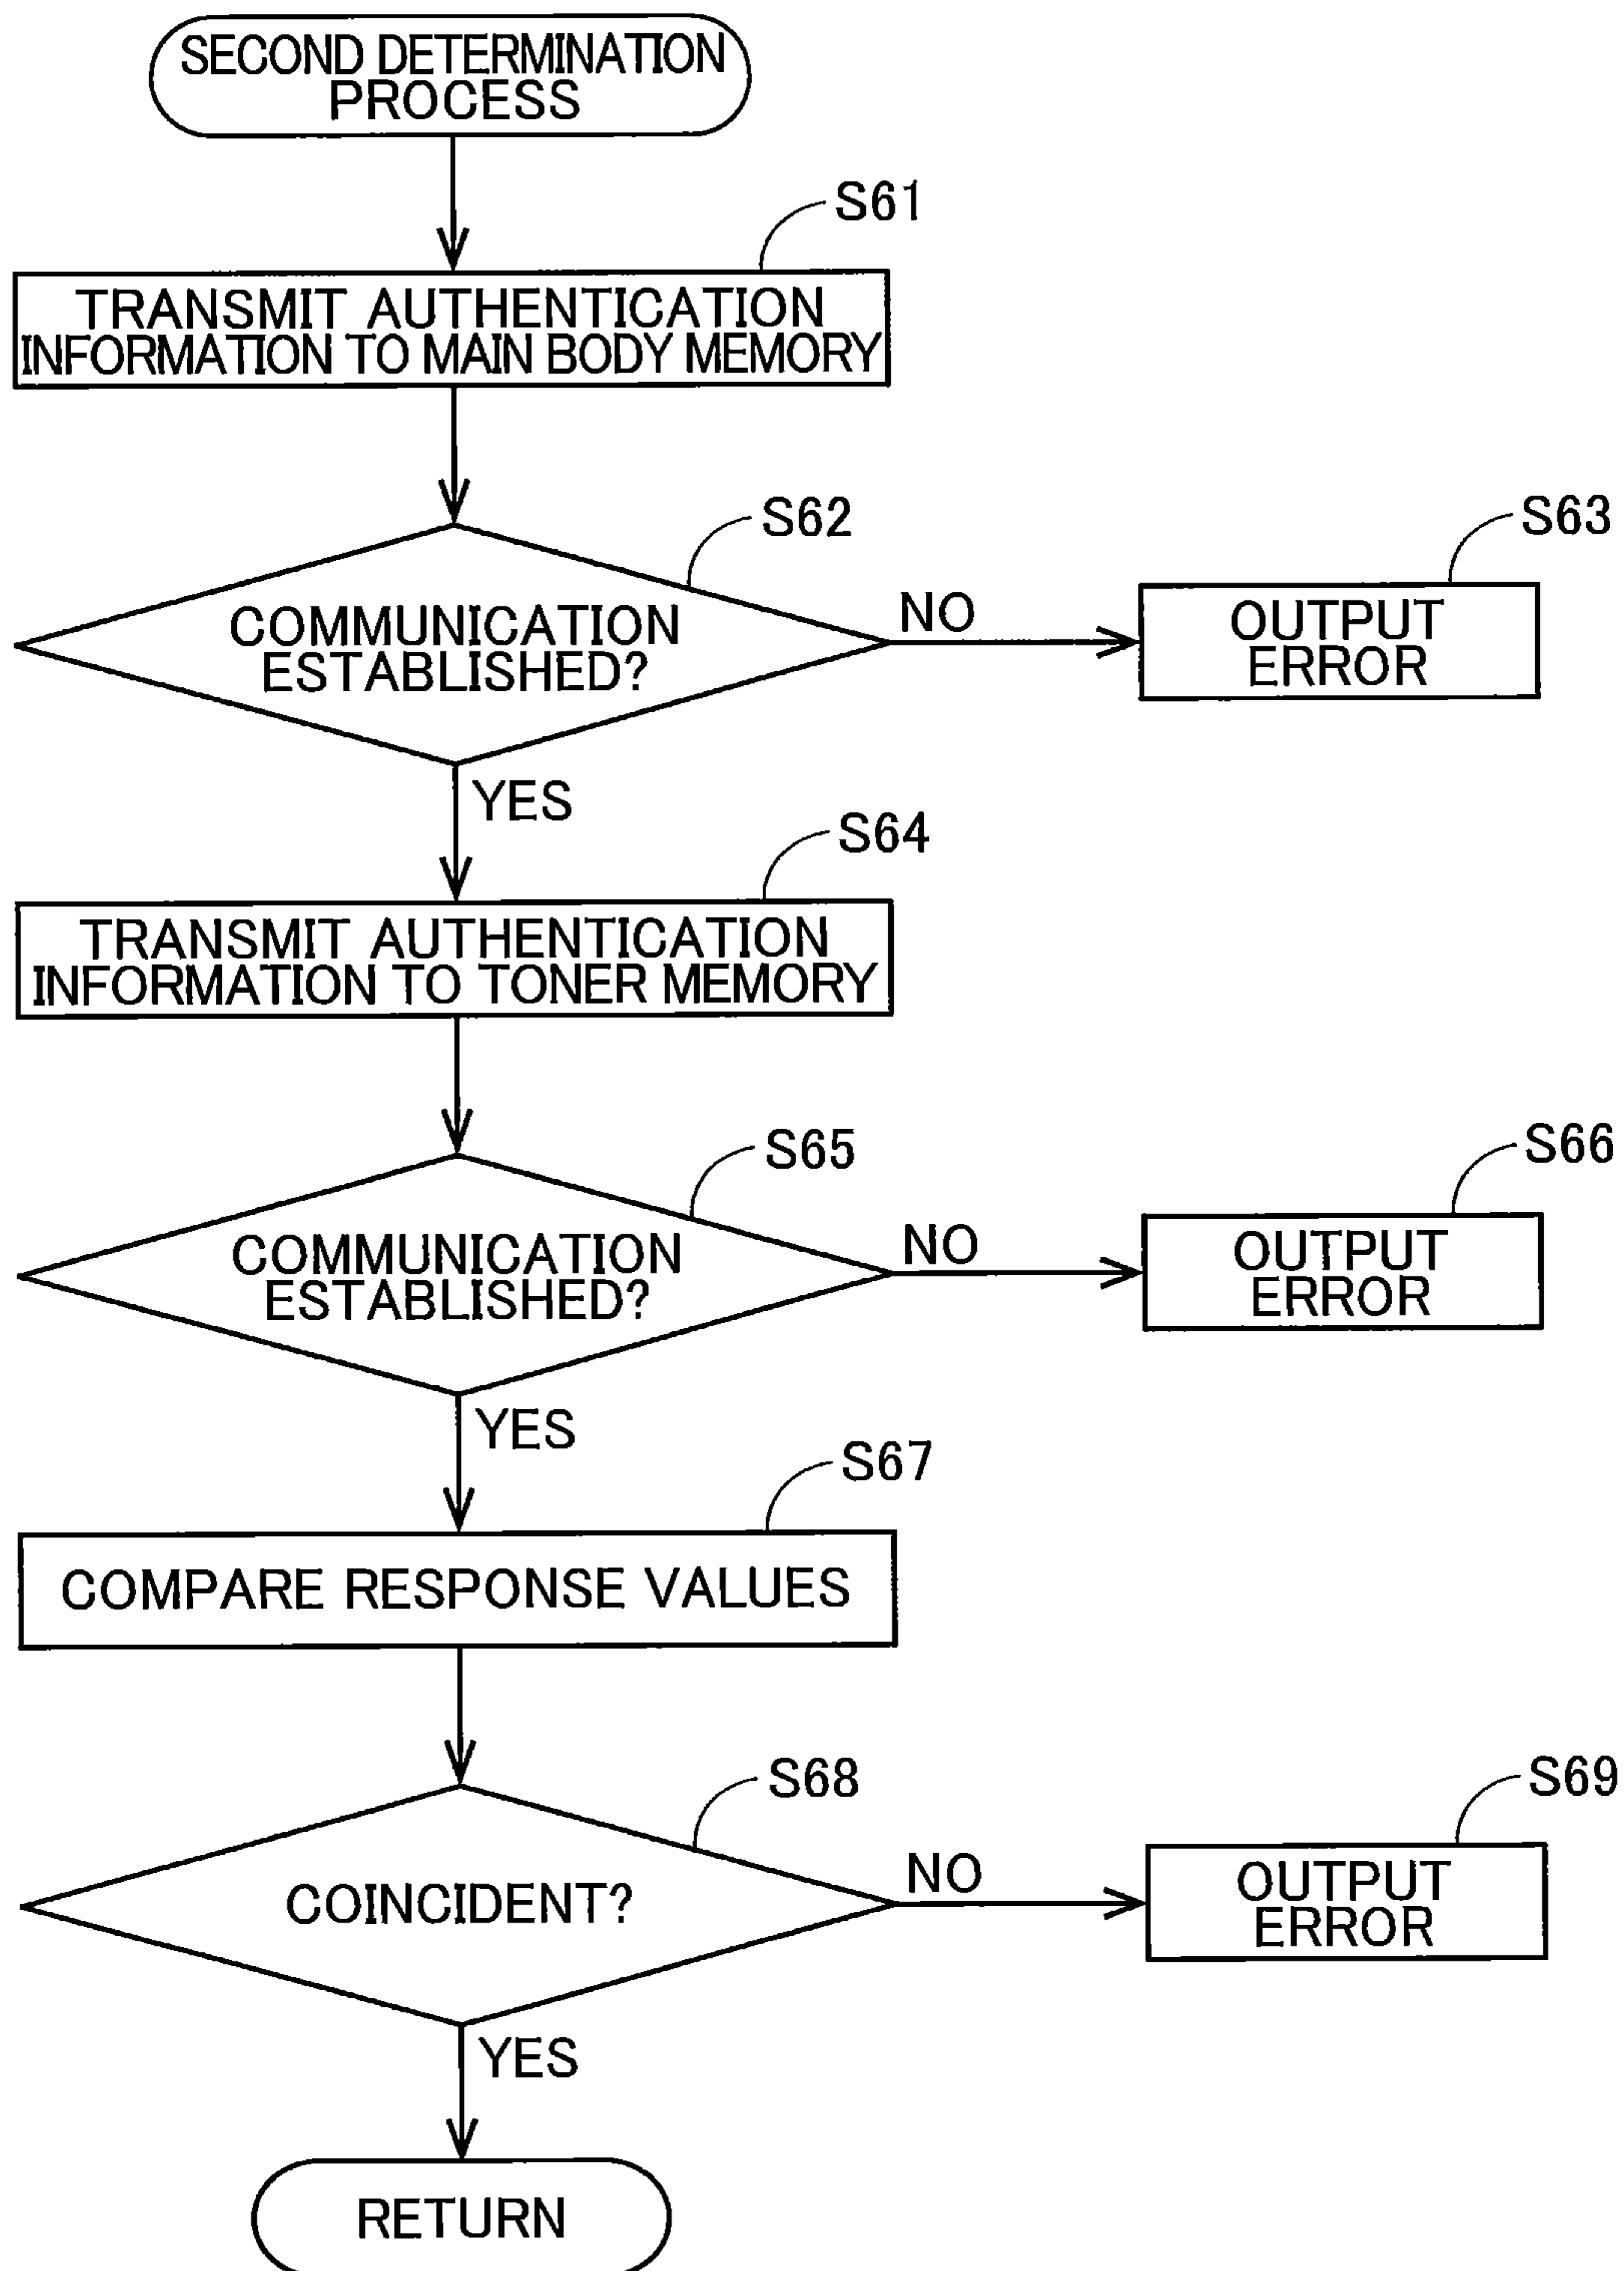 SECOND DETERMINATION
PROCESS
S61
TRANSMIT AUTHENTICATION
INFORMATION TO MAIN BODY MEMORY
S62
S63
COMMUNICATION
ESTABLISHED?
NO
OUTPUT
ERROR
YES
S64
TRANSMIT AUTHENTICATION
INFORMATION TO TONER MEMORY
S65
S66
COMMUNICATION
ESTABLISHED?
NO
OUTPUT
ERROR
YES
S67
COMPARE RESPONSE VALUES
S68
S69
COINCIDENT?
NO
OUTPUT
ERROR
YES
RETURN